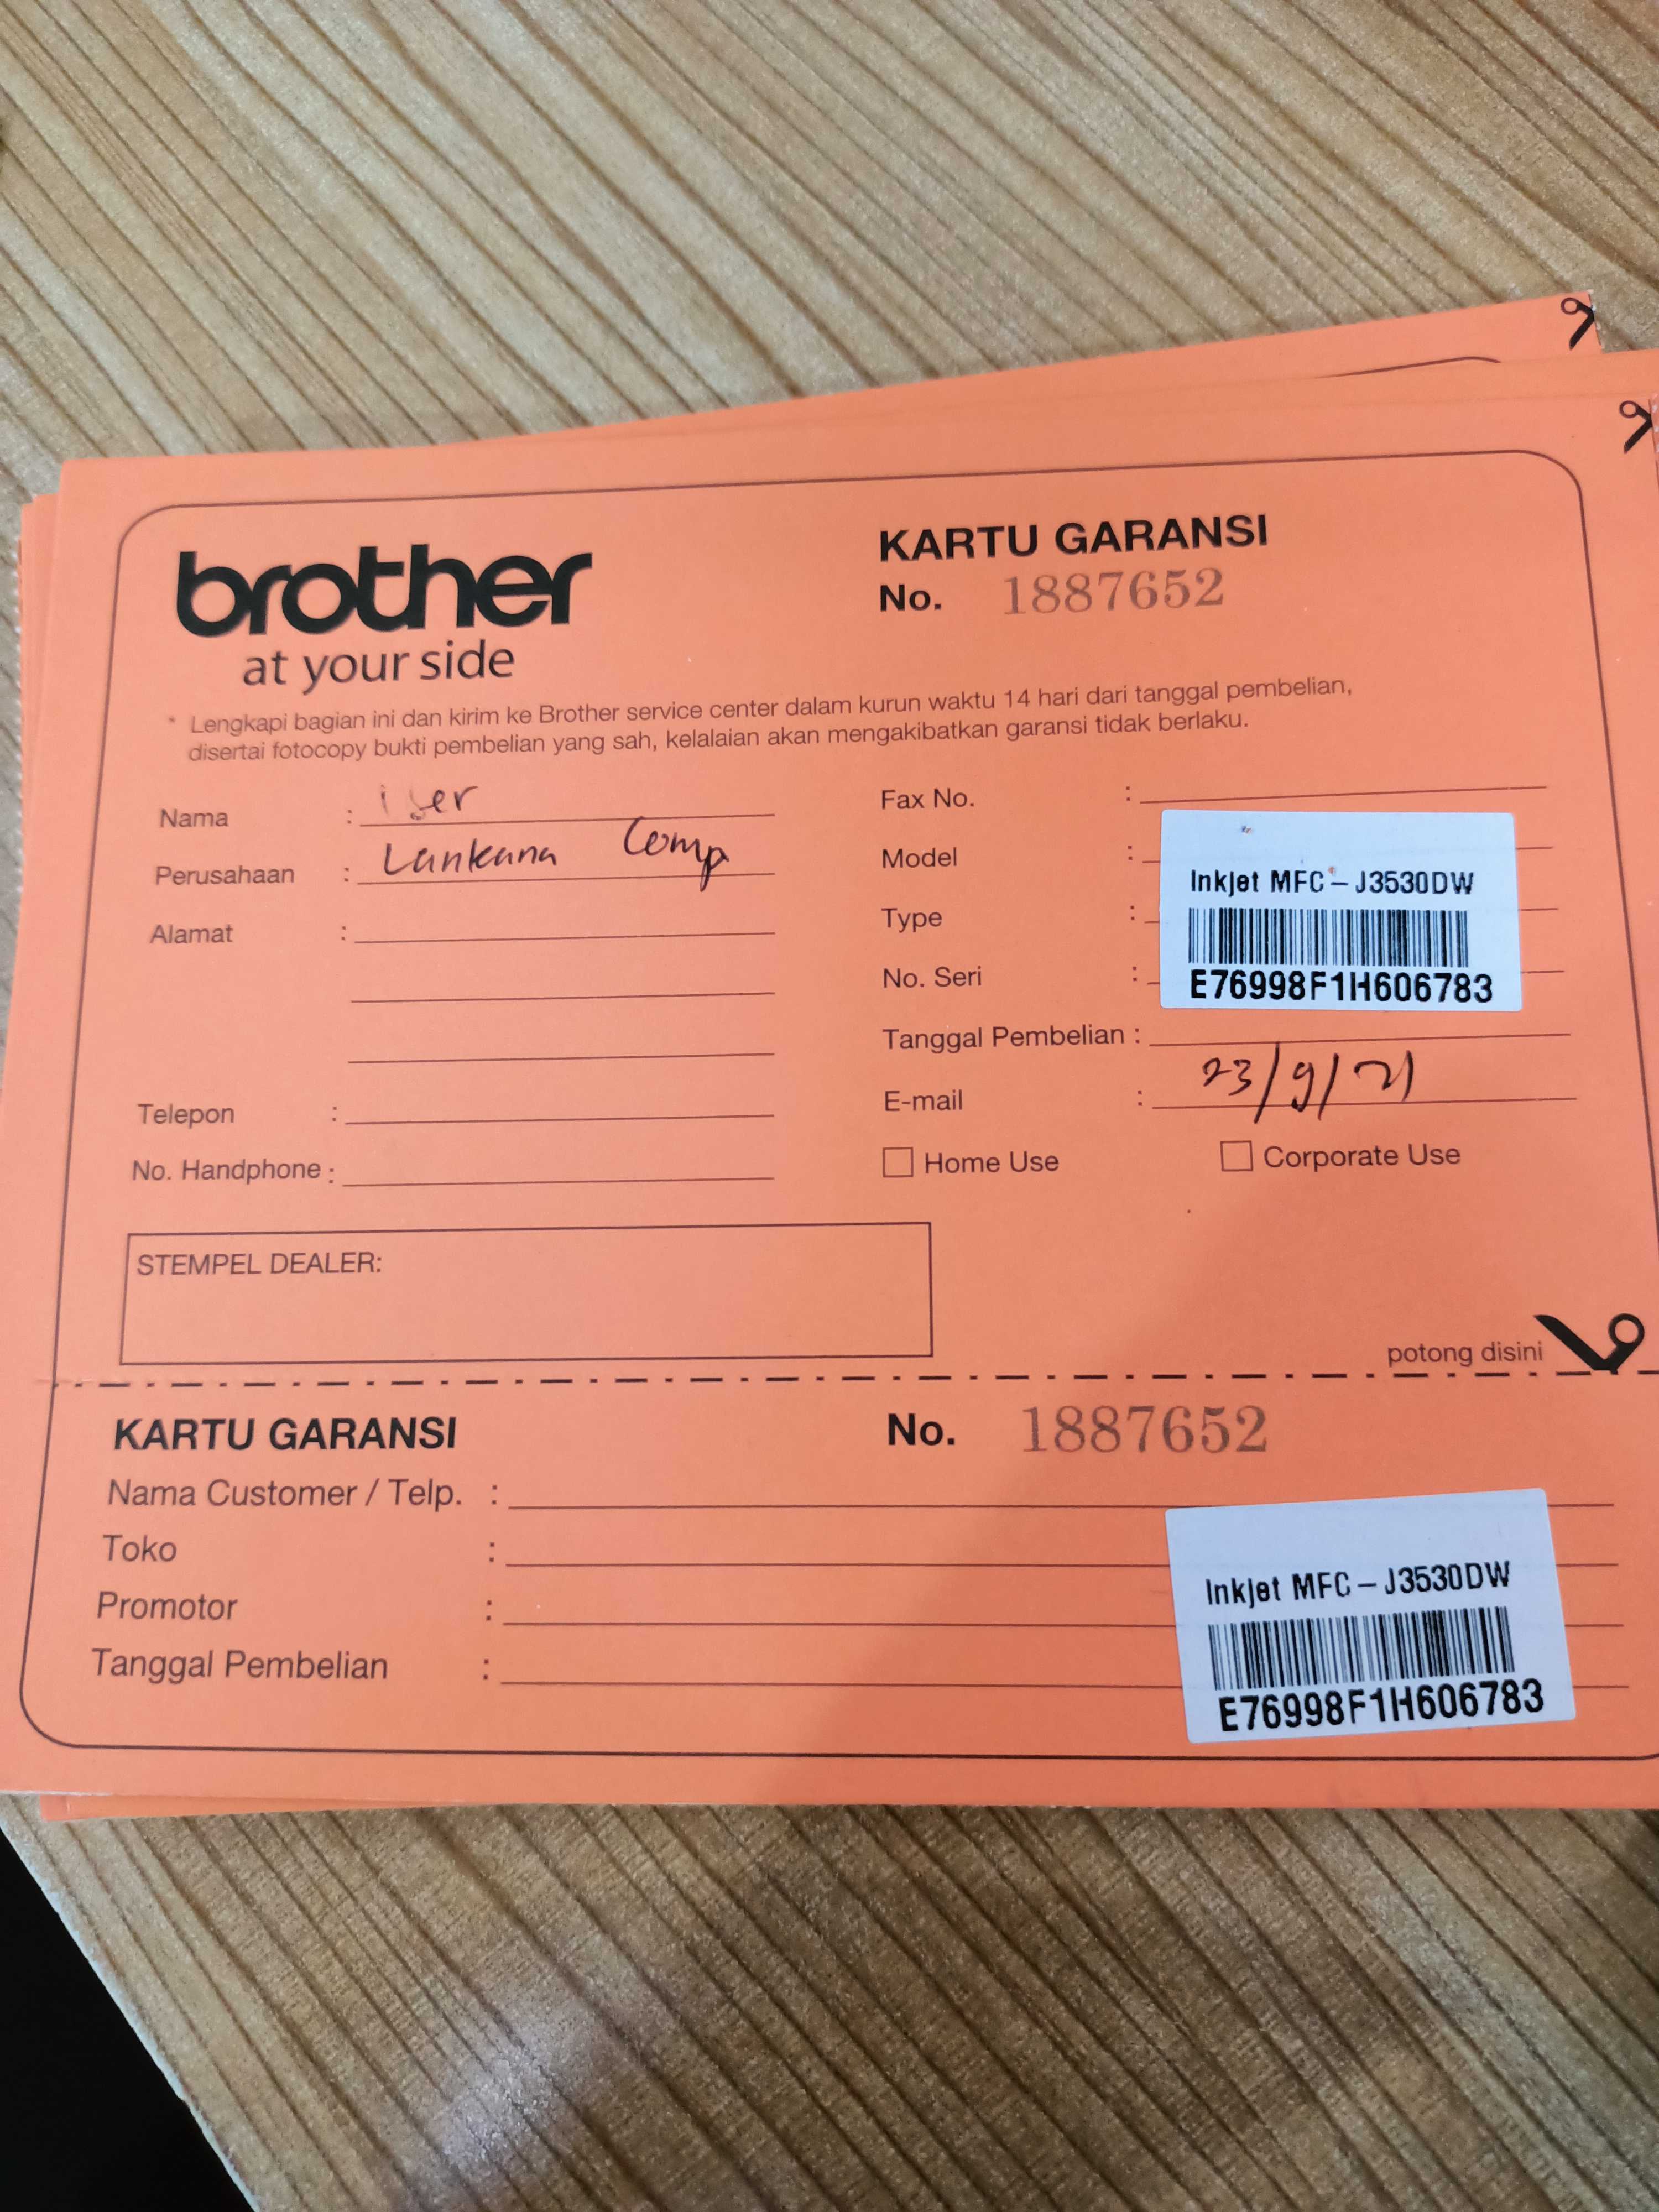 brother
at your side
KARTU GARANSI
No. 1887652
* Lengkapi bagian ini dan kirim ke Brother service center dalam kurun waktu 14 hari dari tanggal pembelian,
disertai fotocopy bukti pembelian yang sah, kelalaian akan mengakibatkan garansi tidak berlaku.
Nama :
Perusahaan : Lankana Comp
Alamat :
Telepon :
No. Handphone :
Fax No. :
Model :
Type :
No. Seri :
Inkjet MFC-J3530DW
E76998F1H606783
Tanggal Pembelian :
E-mail : 23/9/21
Home Use Corporate Use
STEMPEL DEALER:
potong disini
KARTU GARANSI No. 1887652
Nama Customer / Telp. :
Toko :
Promotor :
Tanggal Pembelian :
Inkjet MFC-J3530DW
E76998F1H606783